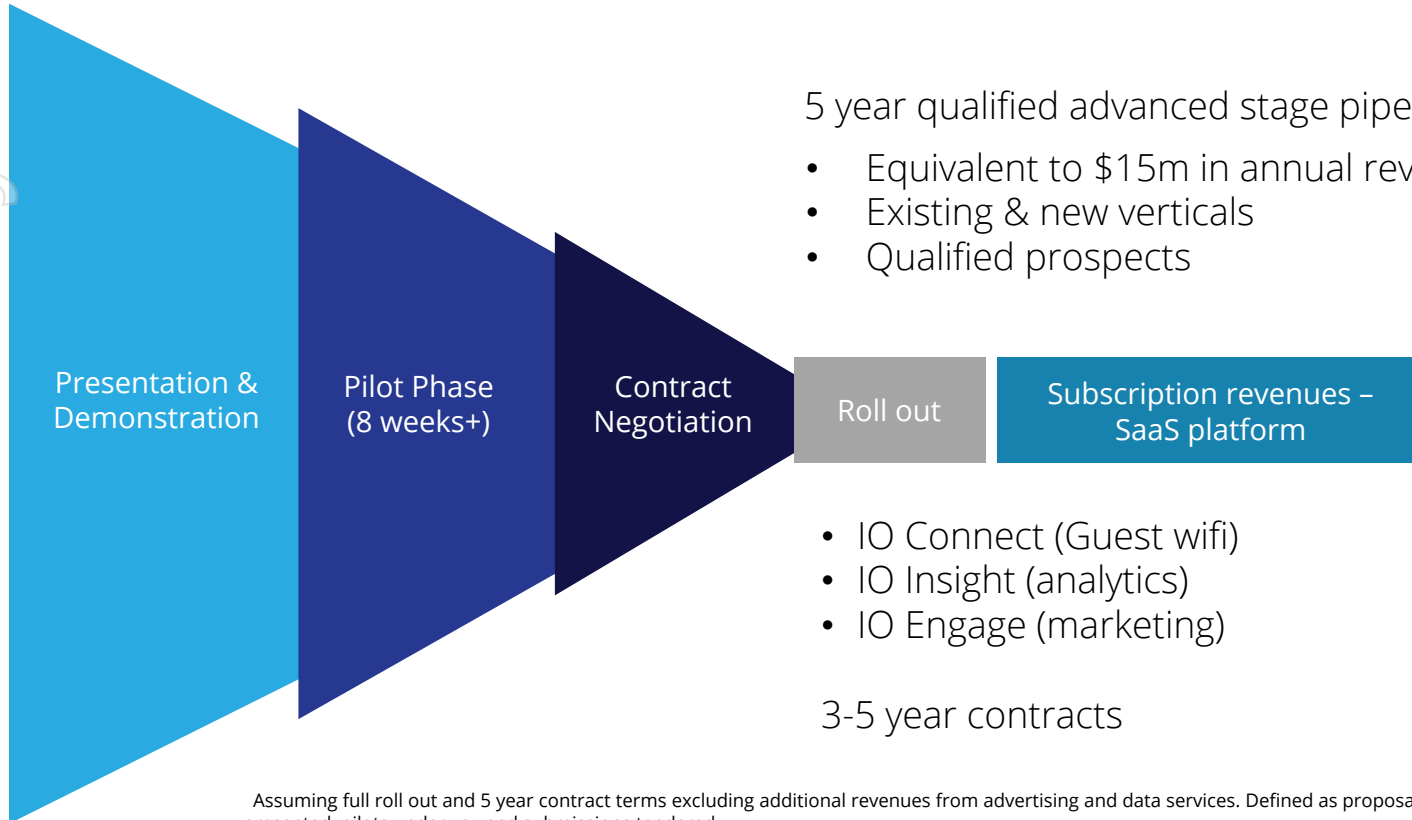 5 year qualified advanced stage pipe
• Equivalent to $15m in annual rev
• Existing & new verticals
• Qualified prospects
Presentation &
Demonstration
Pilot Phase
(8 weeks+)
Contract
Negotiation
Roll out
Subscription revenues –
SaaS platform
• IO Connect (Guest wifi)
• IO Insight (analytics)
• IO Engage (marketing)
3-5 year contracts
Assuming full roll out and 5 year contract terms excluding additional revenues from advertising and data services. Defined as proposa